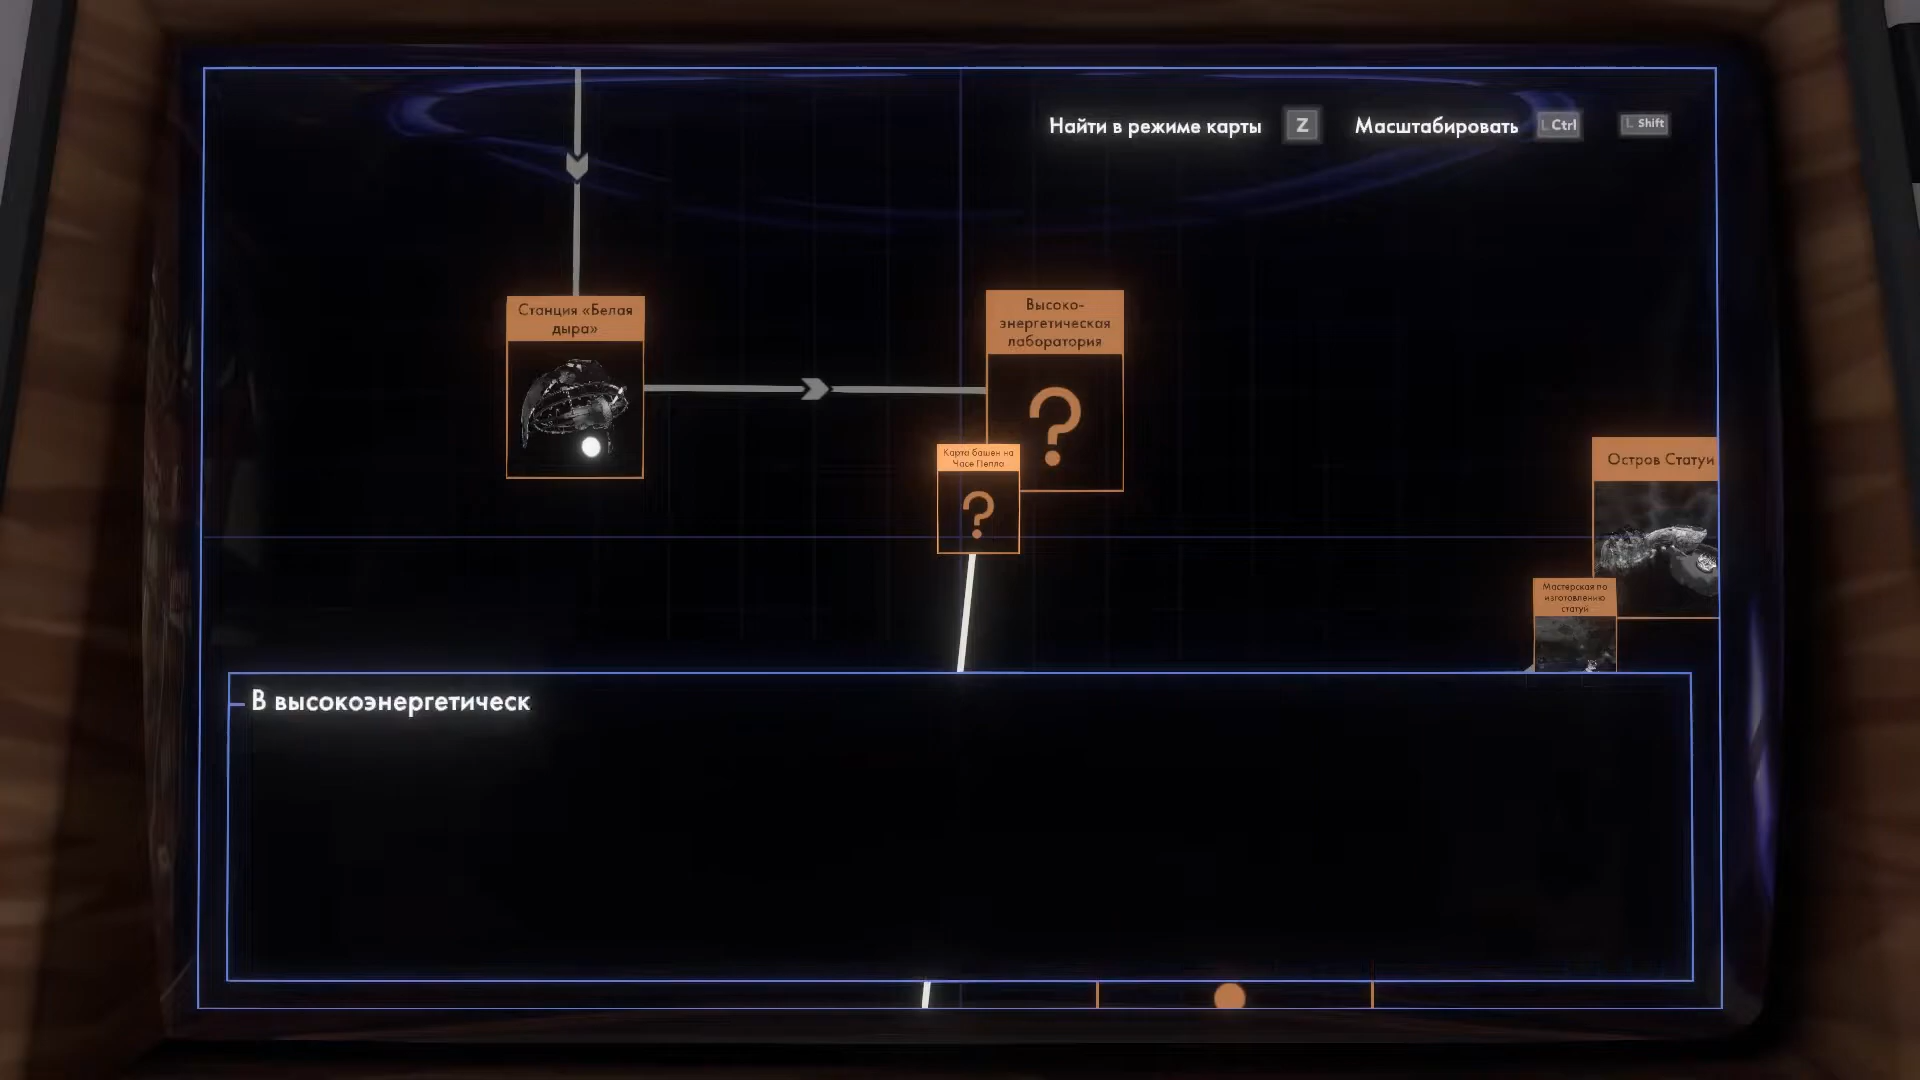 Найти в режиме карты Z Масштабировать L Ctrl L Shift
Станция «Белая
дыра»
Высоко-
энергетическая
лаборатория
Карта башен на
Часе Пепла
Остров Статуи
Мастерская по
изготовлению
статуй
В высокоэнергетическ